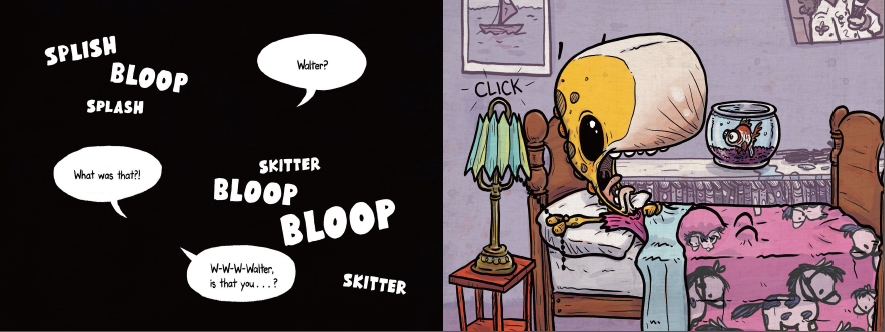 SPLISH
BLOOP
SPLASH
Walter?
What was that?!
SKITTER
BLOOP
BLOOP
W-W-W-Walter,
is that you . . . ?
SKITTER
CLICK